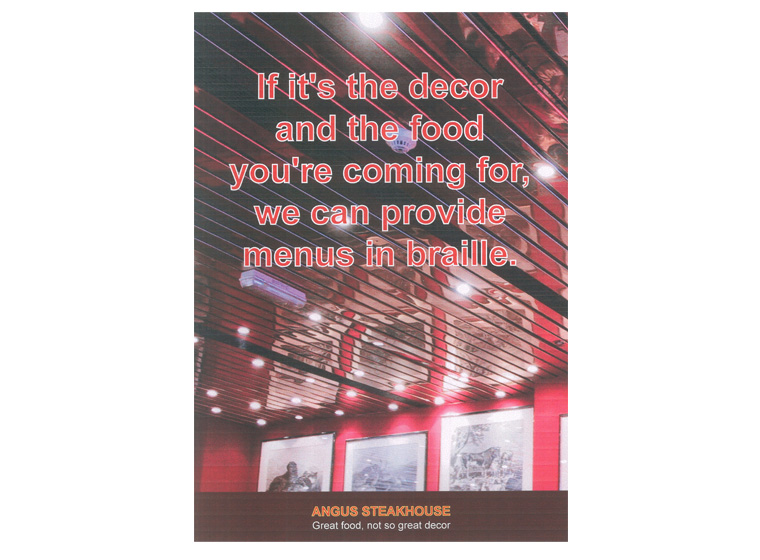 If it's the decor
and the food
you're coming for,
we can provide
menus in braille.
ANGUS STEAKHOUSE
Great food, not so great decor